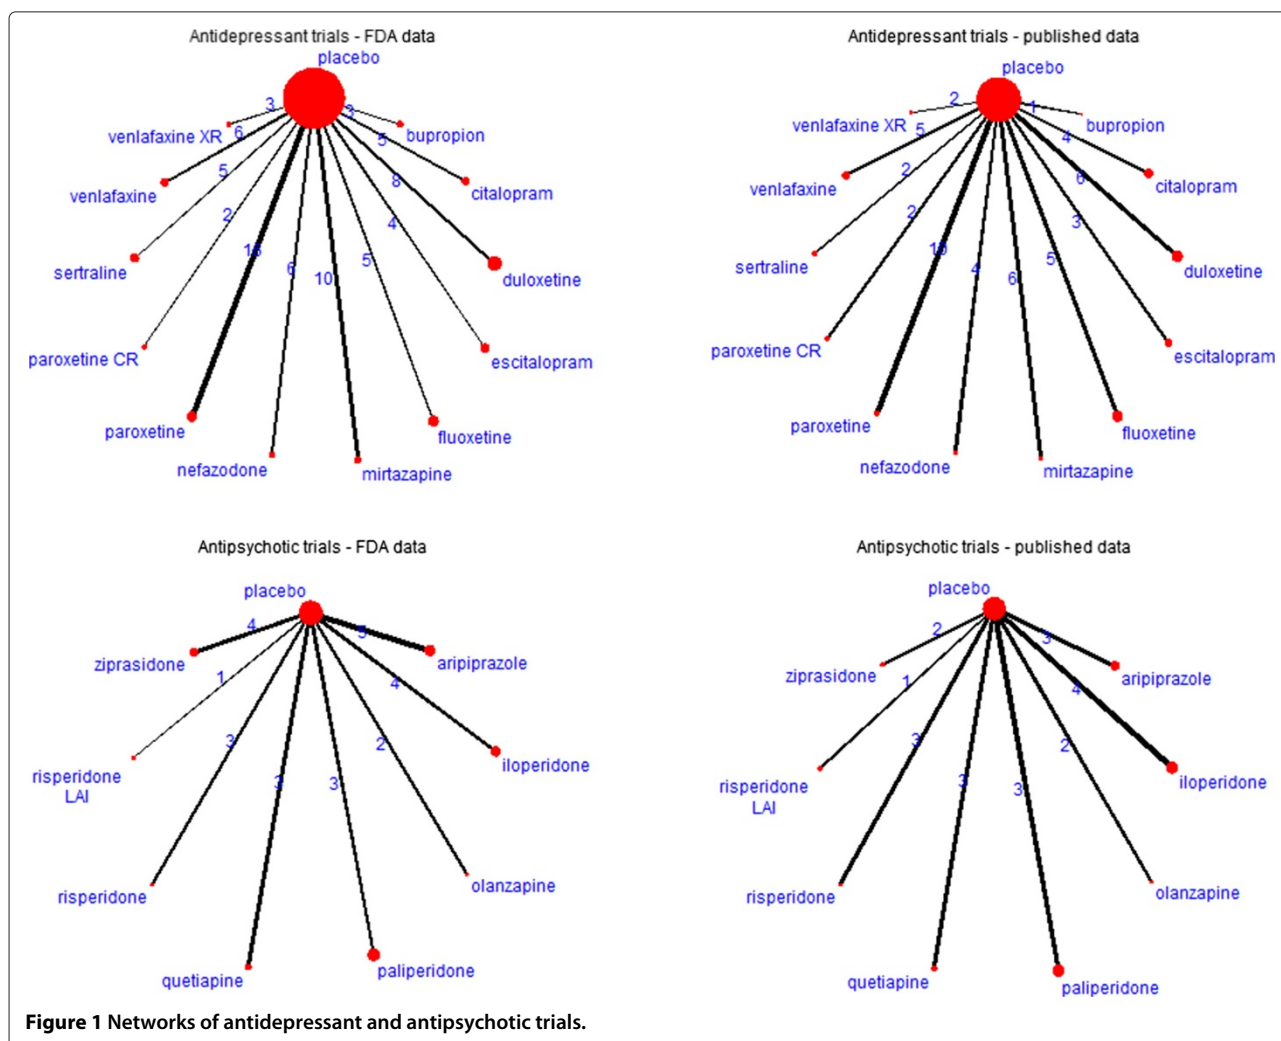 Antidepressant trials - FDA data
placebo
3
3
venlafaxine XR
6
bupropion
5
venlafaxine
5
8
citalopram
sertraline
2
4
duloxetine
paroxetine CR
6
10
5
escitalopram
paroxetine
fluoxetine
nefazodone
mirtazapine
Antidepressant trials - published data
placebo
2
1
venlafaxine XR
5
bupropion
4
venlafaxine
2
6
citalopram
sertraline
2
3
duloxetine
paroxetine CR
4
6
5
escitalopram
paroxetine
fluoxetine
nefazodone
mirtazapine
Antipsychotic trials - FDA data
placebo
4
5
ziprasidone
aripiprazole
1
4
risperidone
LAI
3
2
iloperidone
3
3
risperidone
olanzapine
quetiapine
paliperidone
Antipsychotic trials - published data
placebo
2
3
ziprasidone
aripiprazole
1
4
risperidone
LAI
3
2
iloperidone
3
3
risperidone
olanzapine
quetiapine
paliperidone
Figure 1 Networks of antidepressant and antipsychotic trials.